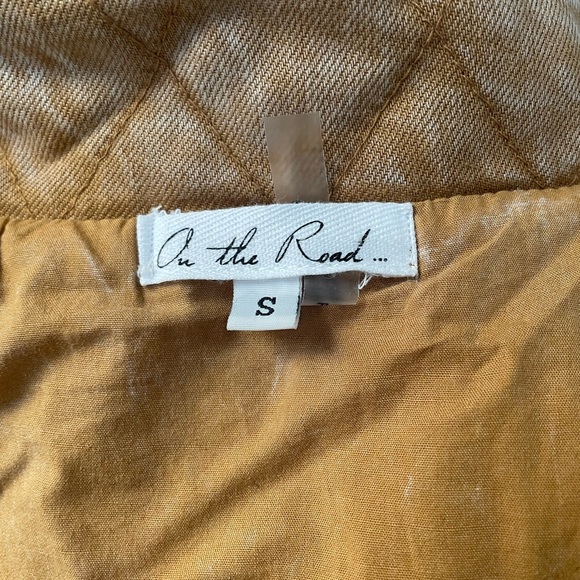 On the Road...
S